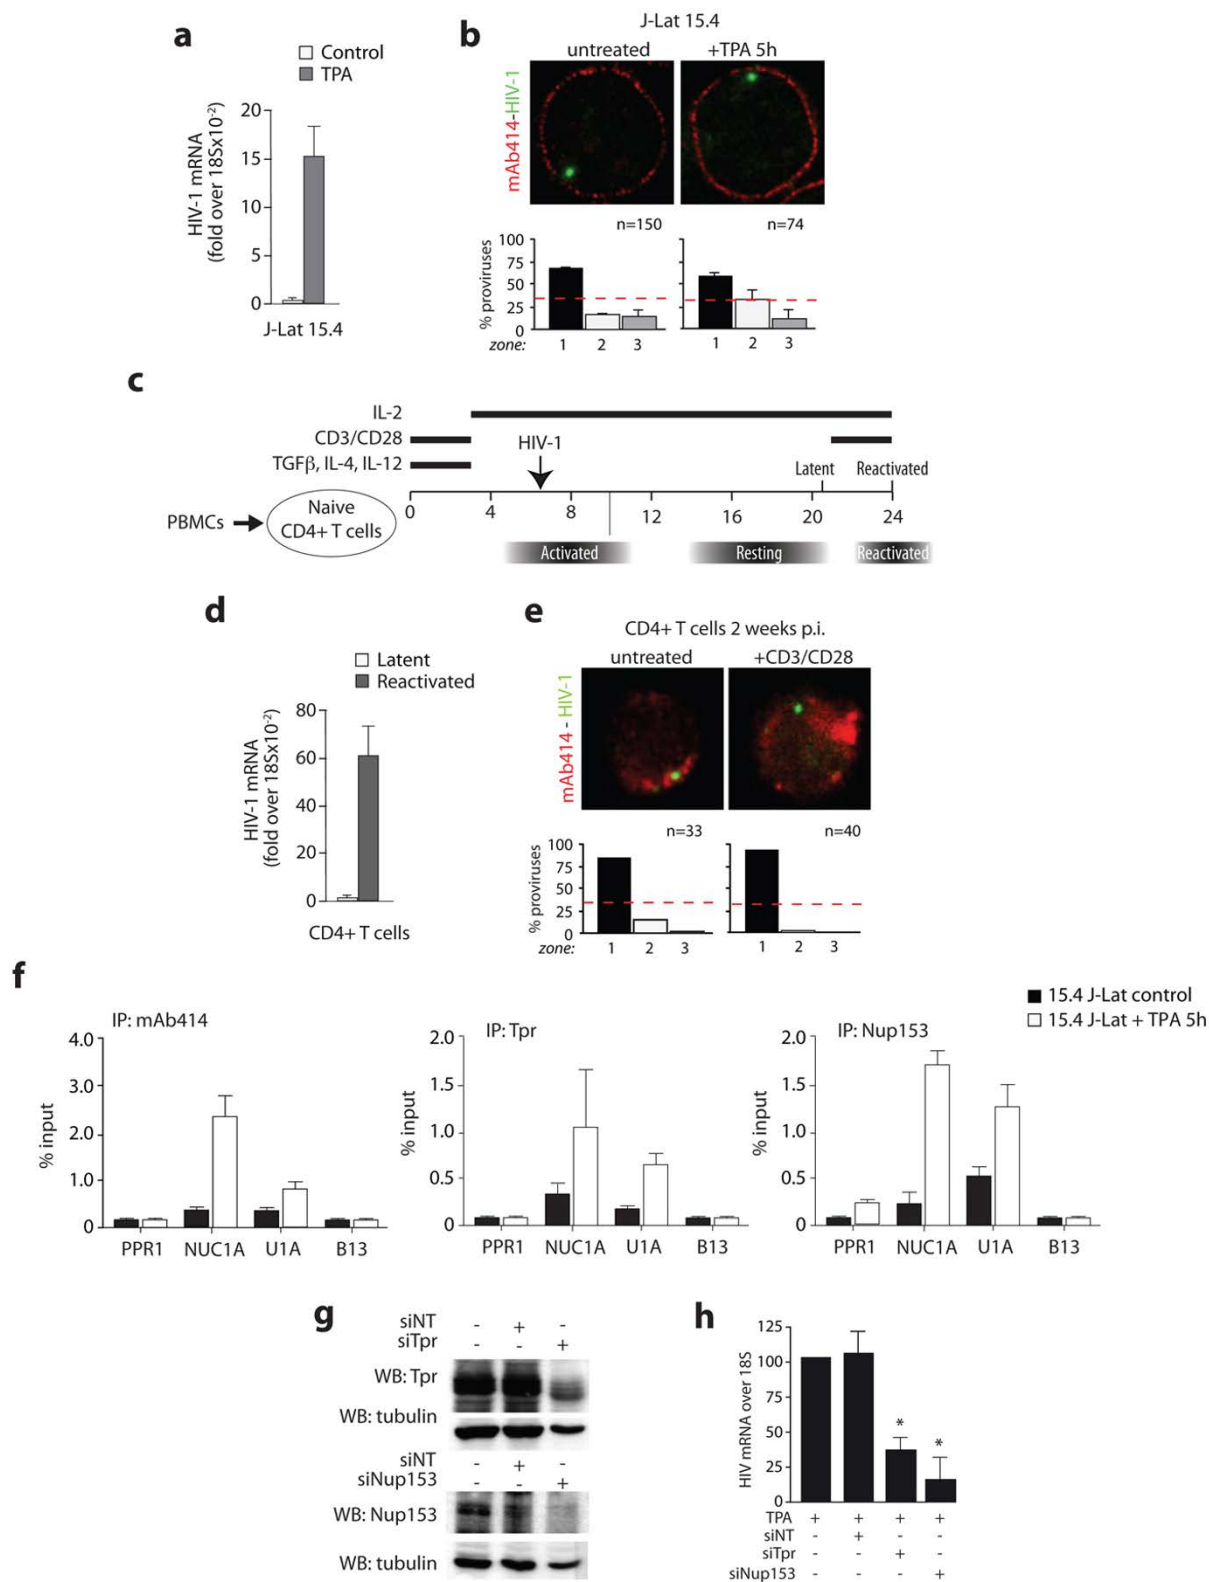 a
Control
TPA
HIV-1 mRNA
(fold over 18Sx10-2)
20
15
10
5
0
J-Lat 15.4
b
J-Lat 15.4
untreated +TPA 5h
mAb414-HIV-1
n=150 n=74
% proviruses
100
75
50
25
0
zone: 1 2 3 1 2 3
c
IL-2
CD3/CD28
TGFβ, IL-4, IL-12
HIV-1
Latent Reactivated
PBMCs
Naive
CD4+ T cells
0 4 8 12 16 20 24
Activated Resting Reactivated
d
Latent
Reactivated
HIV-1 mRNA
(fold over 18Sx10-2)
80
60
40
20
0
CD4+ T cells
e
CD4+ T cells 2 weeks p.i.
untreated +CD3/CD28
mAb414 - HIV-1
n=33 n=40
% proviruses
100
75
50
25
0
zone: 1 2 3 1 2 3
f
15.4 J-Lat control
15.4 J-Lat + TPA 5h
IP: mAb414
% input
4.0
3.0
2.0
1.0
0
PPR1 NUC1A U1A B13
IP: Tpr
% input
2.0
1.5
1.0
0.5
0
PPR1 NUC1A U1A B13
IP: Nup153
% input
2.0
1.5
1.0
0.5
0
PPR1 NUC1A U1A B13
g
siNT - + -
siTpr - - +
WB: Tpr
WB: tubulin
siNT - + -
siNup153 - - +
WB: Nup153
WB: tubulin
h
HIV mRNA over 18S
125
100
75
50
25
0
* *
TPA + + + +
siNT - + - -
siTpr - - + -
siNup153 - - - +